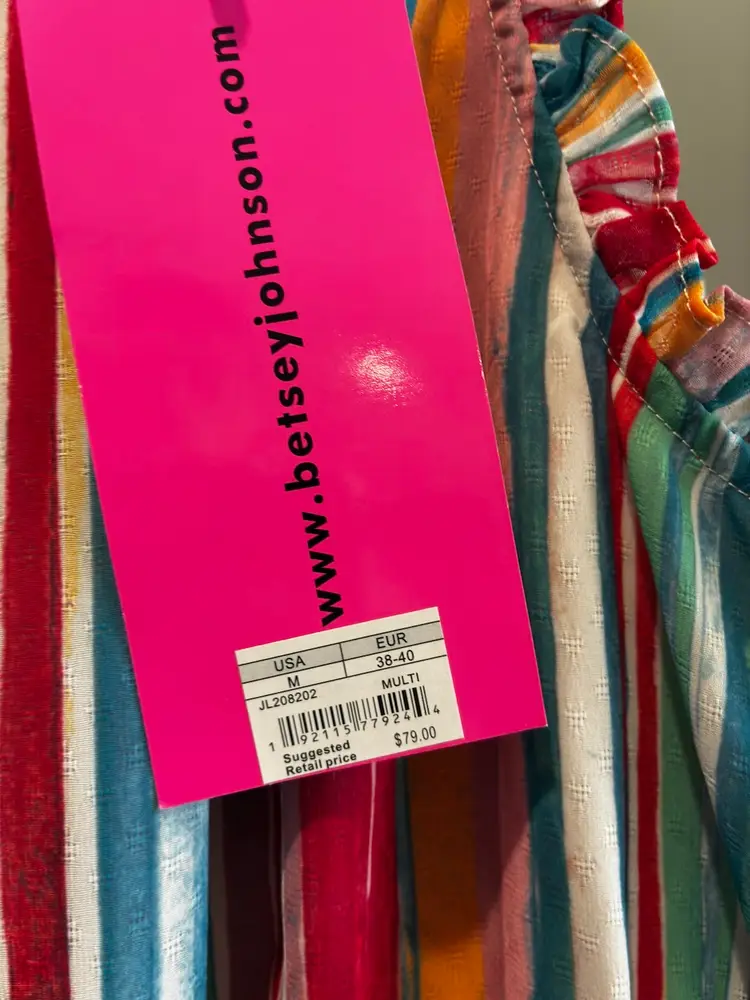 www.betseyjohnson.com
USA EUR
M 38-40
JL208202 MULTI
1 92115 77924 4
Suggested $79.00
Retail price